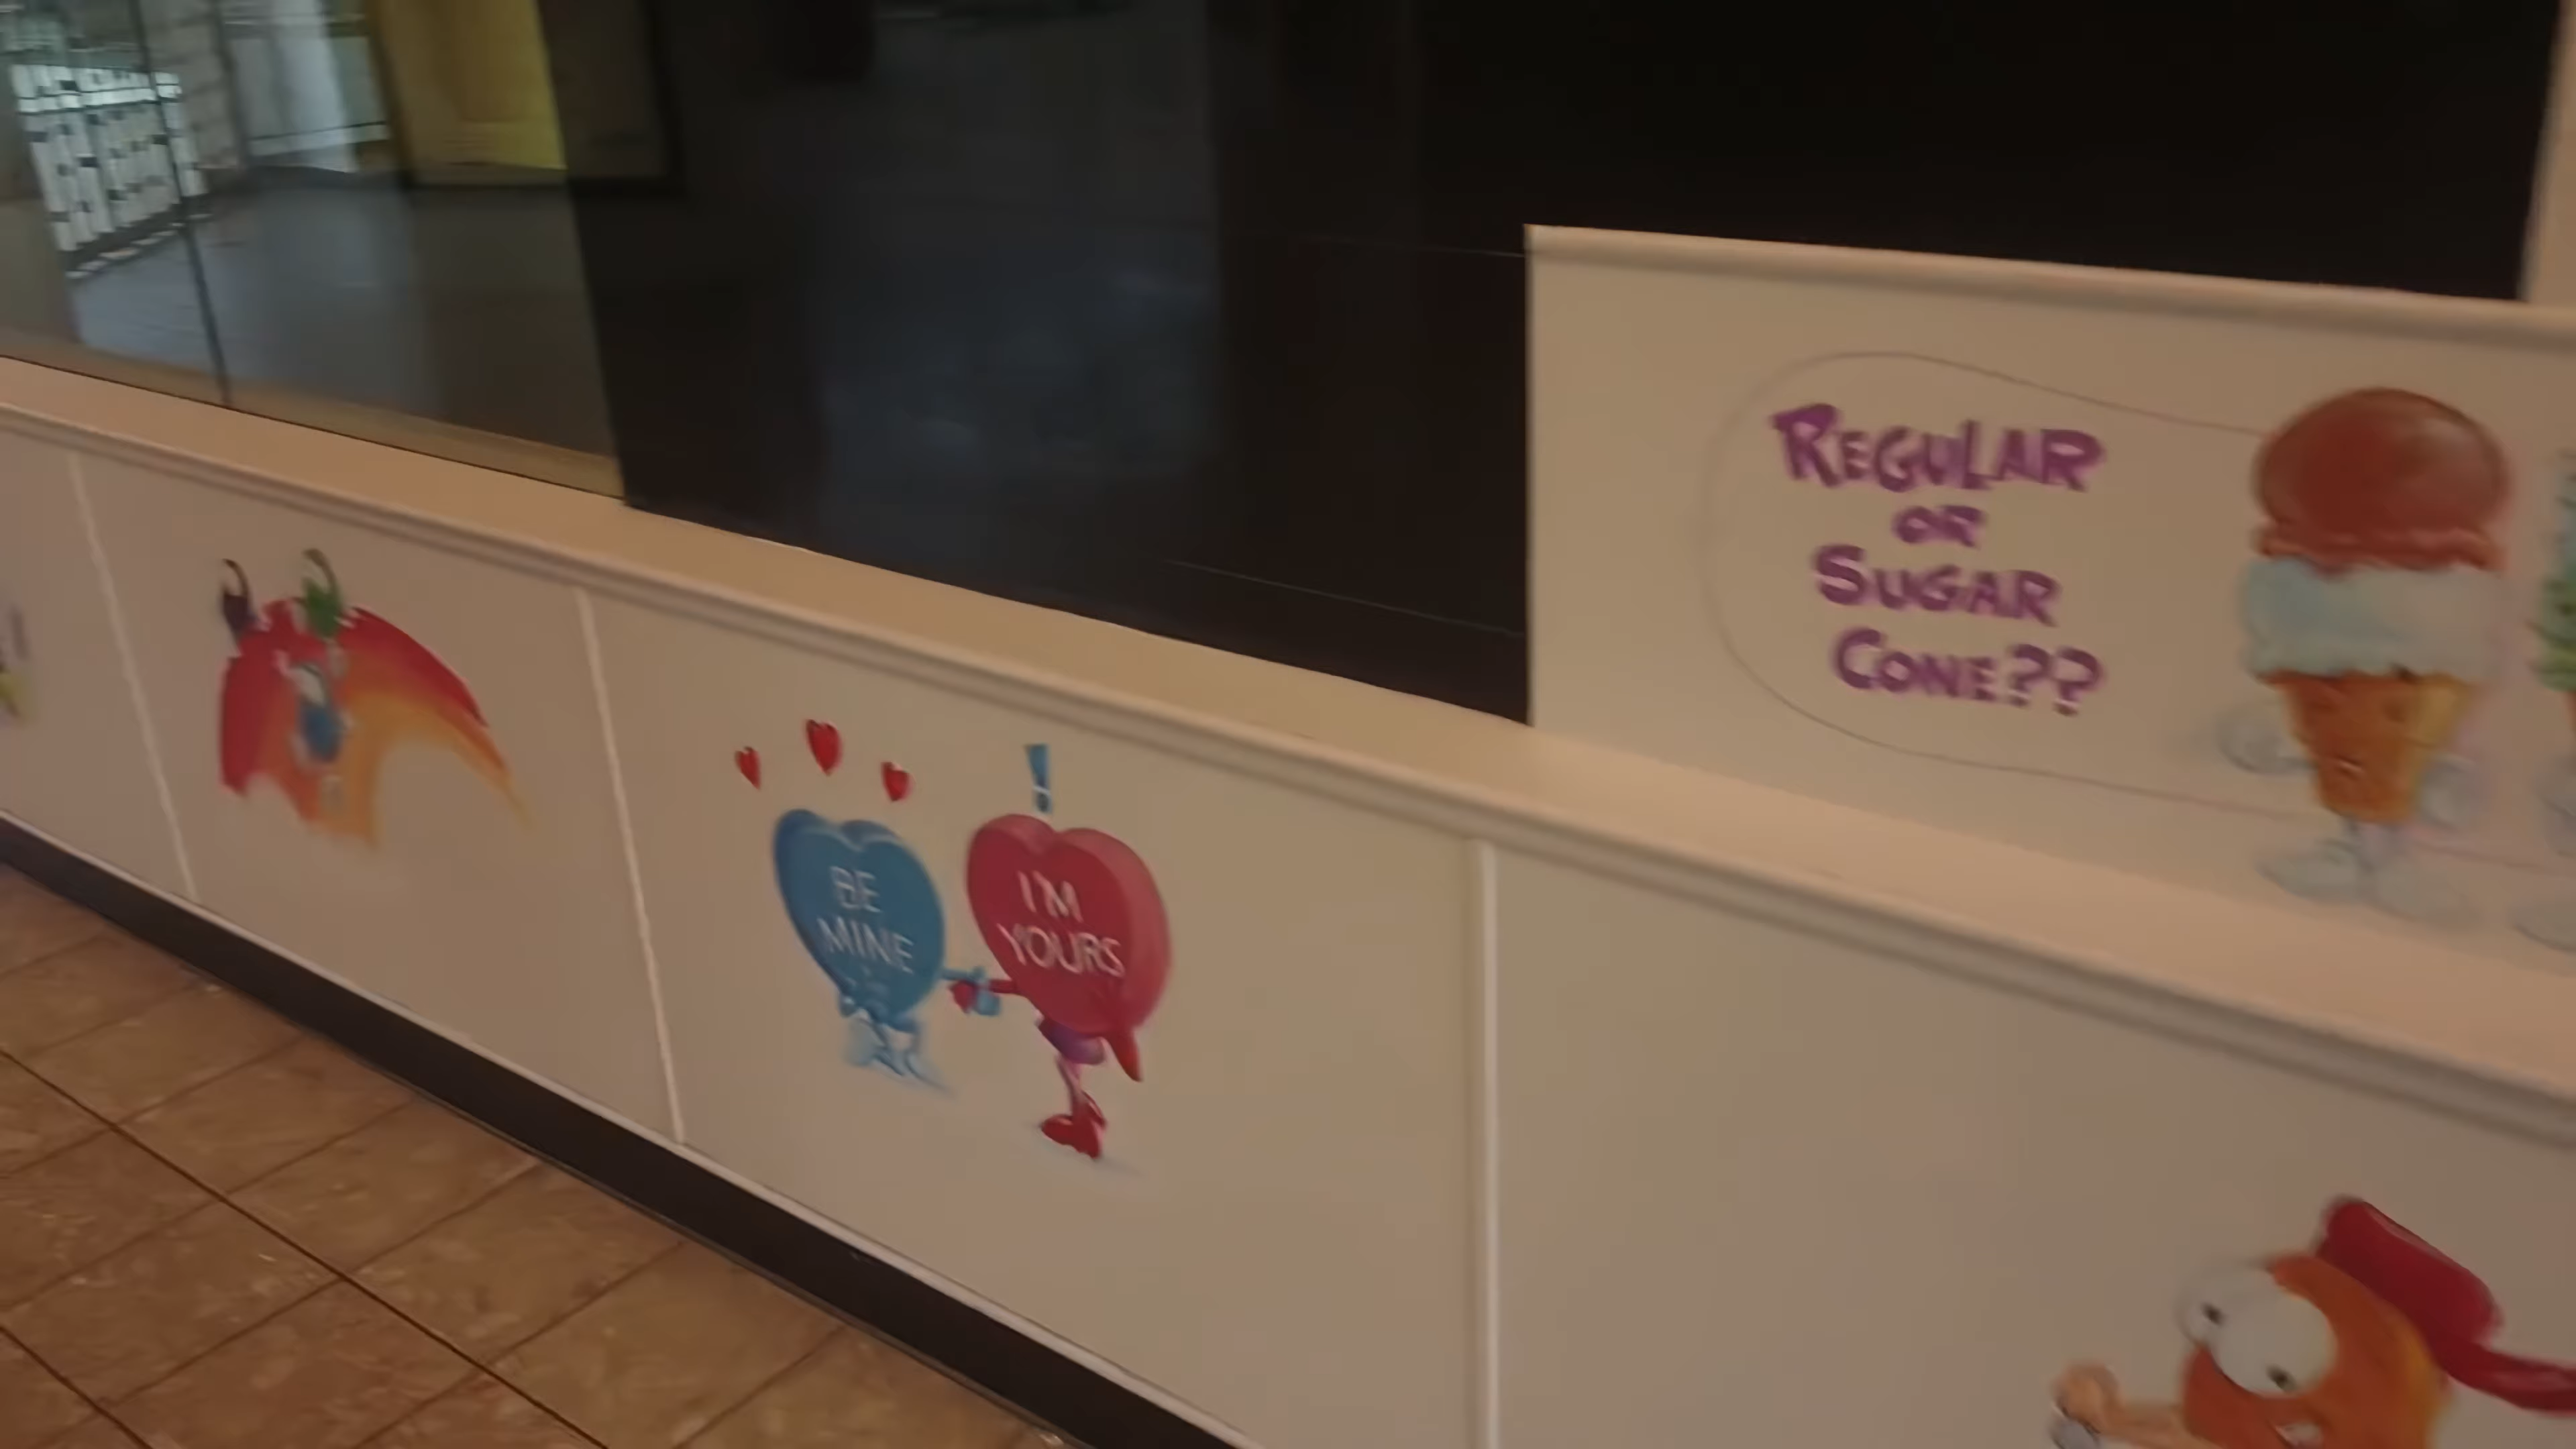 REGULAR
OR
SUGAR
CONE??
!
BE
MINE
I'M
YOURS